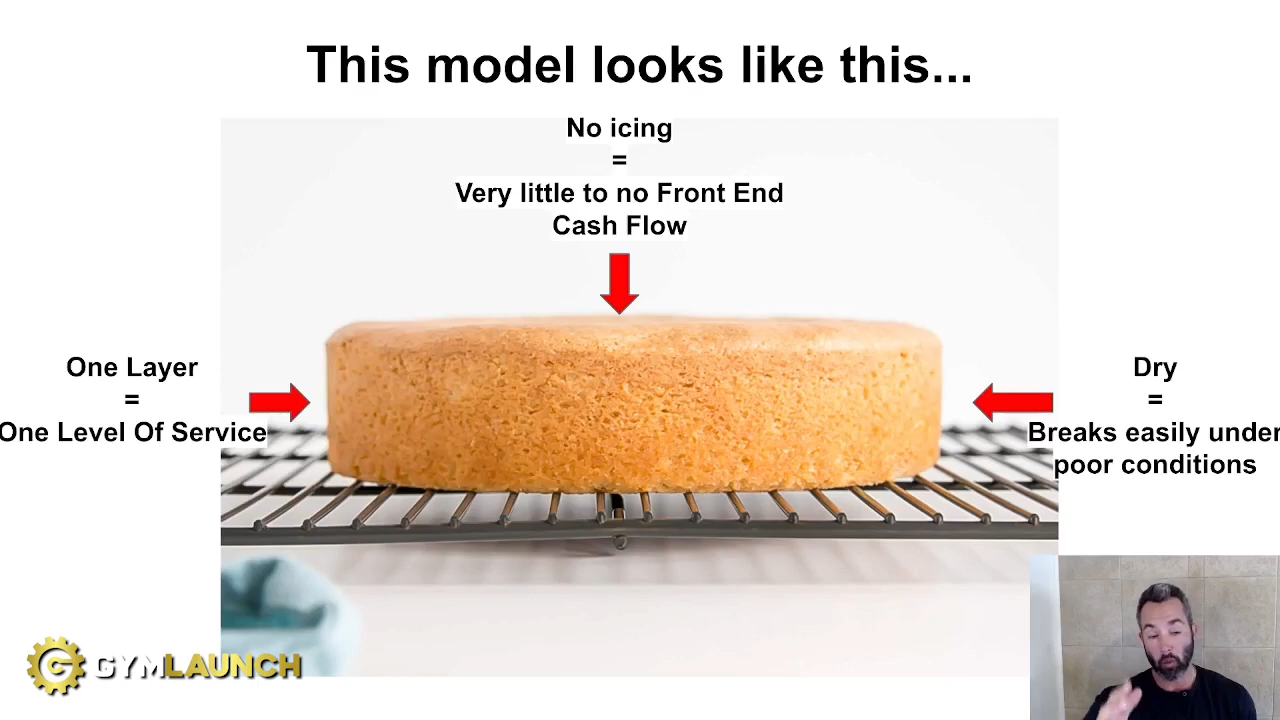 This model looks like this...
No icing
=
Very little to no Front End
Cash Flow
One Layer
=
One Level Of Service
Dry
=
Breaks easily under
poor conditions
GYMLAUNCH